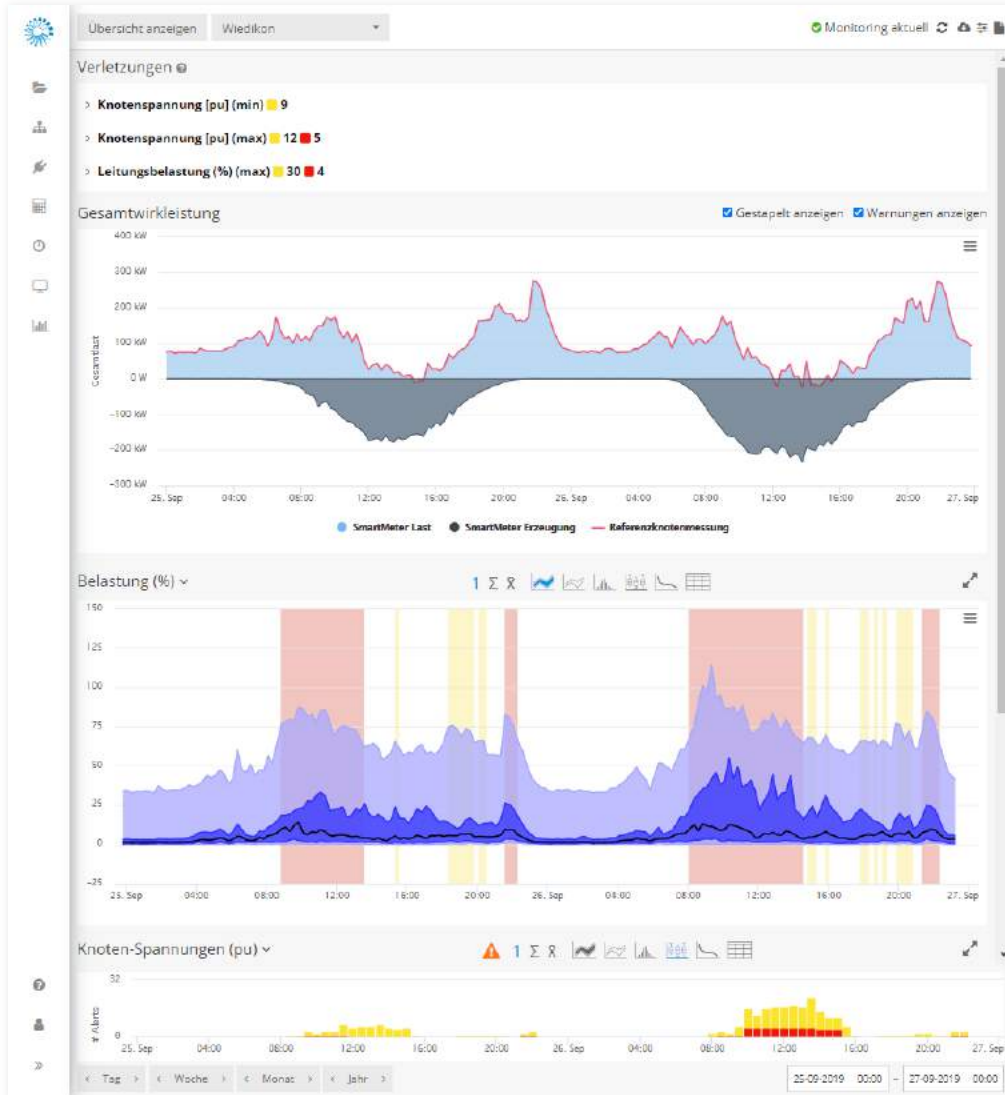 Übersicht anzeigen Wiedikon Monitoring aktuell
Verletzungen
Knotenspannung [pu] (min) 9
Knotenspannung [pu] (max) 12 5
Leitungsbelastung (%) (max) 30 4
Gesamtwirkleistung Gestapelt anzeigen Warnungen anzeigen
400 kW
300 kW
200 kW
100 kW
0 W
-100 kW
-200 kW
-300 kW
Gesamtlast
25. Sep 04:00 08:00 12:00 16:00 20:00 26. Sep 04:00 08:00 12:00 16:00 20:00 27. Sep
SmartMeter Last SmartMeter Erzeugung Referenzknotenmessung
Belastung (%) 1 Σ x̄
150
125
100
75
50
25
0
-25
25. Sep 04:00 08:00 12:00 16:00 20:00 26. Sep 04:00 08:00 12:00 16:00 20:00 27. Sep
Knoten-Spannungen (pu) 1 Σ x̄
32
0
# Alerts
25. Sep 04:00 08:00 12:00 16:00 20:00 26. Sep 04:00 08:00 12:00 16:00 20:00 27. Sep
< Tag > < Woche > < Monat > < Jahr > 25-09-2019 00:00 - 27-09-2019 00:00